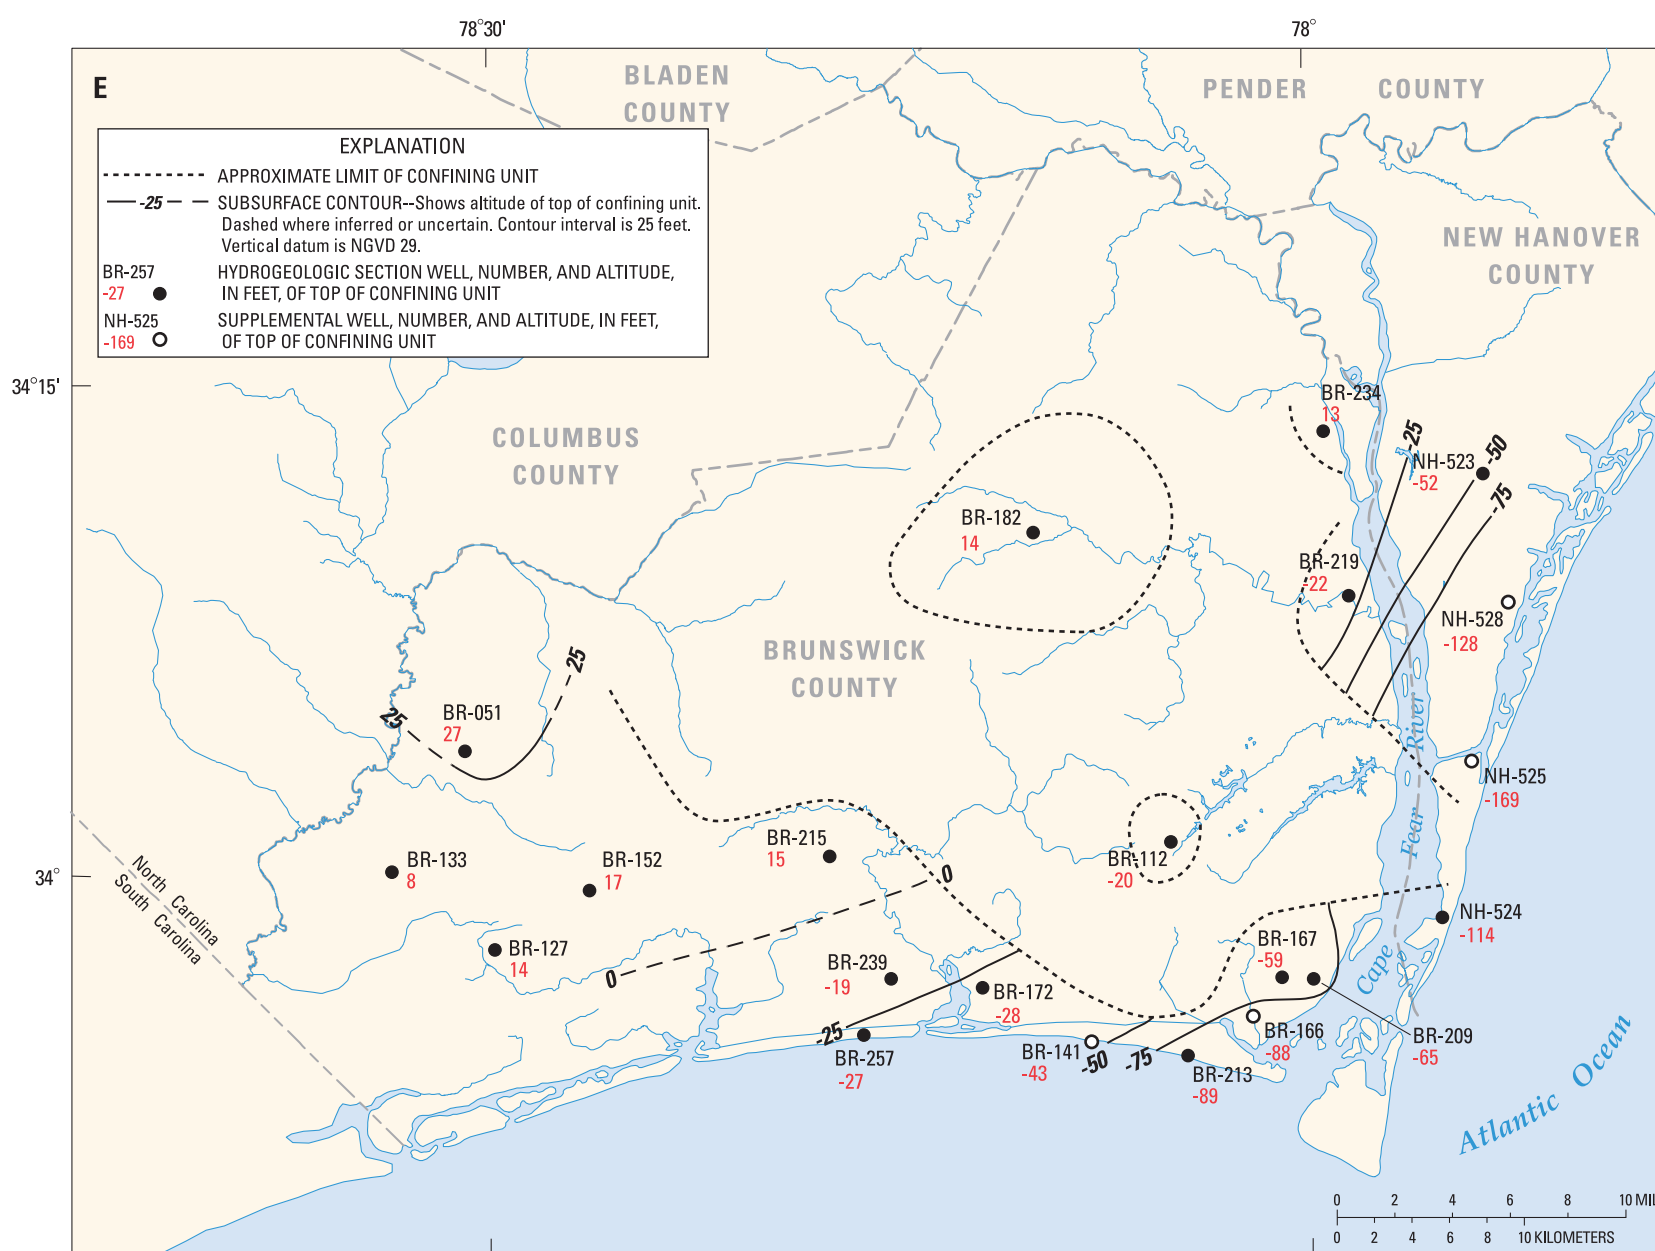 78°30'
78°
E
BLADEN
COUNTY
PENDER COUNTY
EXPLANATION
APPROXIMATE LIMIT OF CONFINING UNIT
-25 SUBSURFACE CONTOUR--Shows altitude of top of confining unit.
Dashed where inferred or uncertain. Contour interval is 25 feet.
Vertical datum is NGVD 29.
BR-257 HYDROGEOLOGIC SECTION WELL, NUMBER, AND ALTITUDE,
-27 IN FEET, OF TOP OF CONFINING UNIT
NH-525 SUPPLEMENTAL WELL, NUMBER, AND ALTITUDE, IN FEET,
-169 OF TOP OF CONFINING UNIT
NEW HANOVER
COUNTY
34°15'
BR-234
13
COLUMBUS
COUNTY
-25
-50
NH-523
-52
-75
BR-182
14
BR-219
-22
NH-528
-128
BRUNSWICK
COUNTY
25
25
BR-051
27
NH-525
-169
Cape Fear River
BR-215
15
BR-133
8
BR-152
17
BR-112
-20
34°
0
North Carolina
South Carolina
NH-524
-114
BR-127
14
0
BR-239
-19
BR-172
-28
BR-167
-59
-25
BR-257
-27
BR-141
-43
-50
-75
BR-166
-88
BR-209
-65
BR-213
-89
Atlantic Ocean
0 2 4 6 8 10 MIL
0 2 4 6 8 10 KILOMETERS